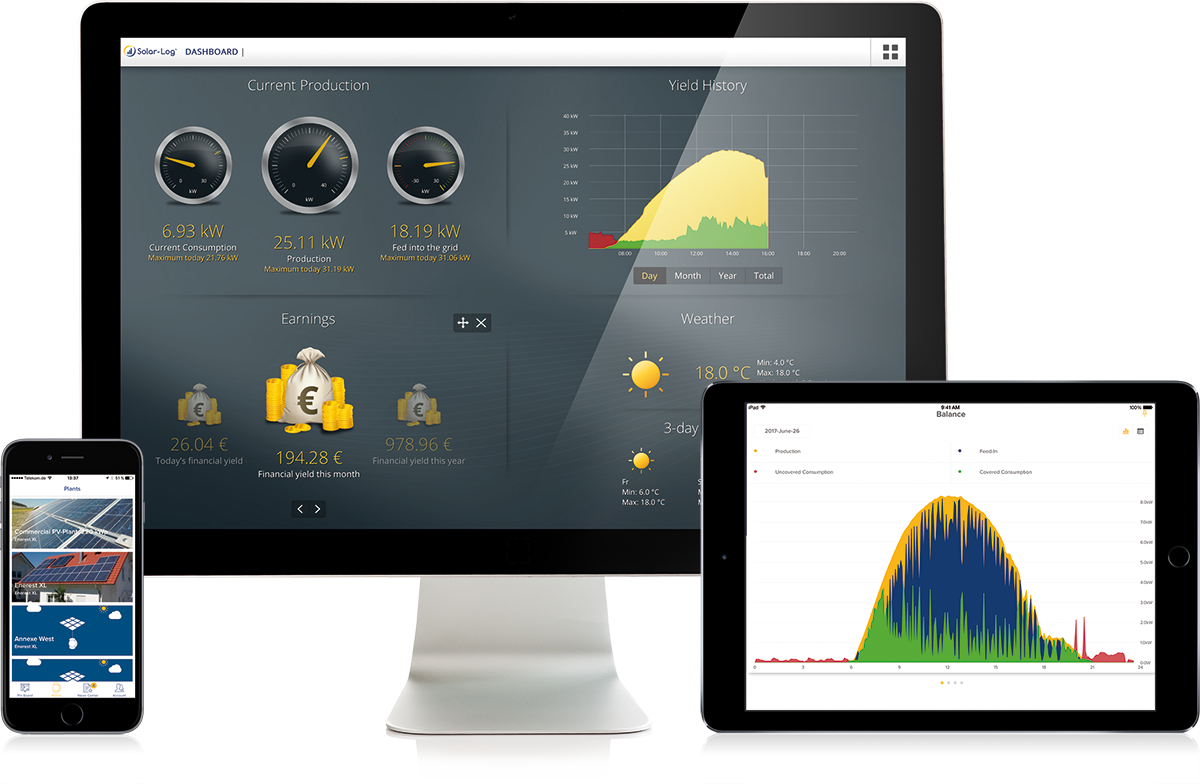 Solar-Log™ DASHBOARD
Current Production
0 30
kW
0 40
kW
-30 30
kW
6.93 kW
Current Consumption
Maximum today 21.76 kW
25.11 kW
Production
Maximum today 31.19 kW
18.19 kW
Fed into the grid
Maximum today 31.06 kW
Yield History
40 kW
35 kW
30 kW
25 kW
20 kW
15 kW
10 kW
5 kW
08:00 10:00 12:00 14:00 16:00 18:00 20:00
Day Month Year Total
Earnings
€
€
€
26.04 €
Today's financial yield
194.28 €
Financial yield this month
978.96 €
Financial yield this year
Weather
18.0 °C
Min: 4.0 °C
Max: 18.0 °C
3-day
Fr
Min: 6.0 °C
Max: 18.0 °C
Telekom.de 13:37 51%
Plants
Commercial PV-Plant 220 kWp
Enerest XL
Enerest XL
Enerest XL
Annexe West
Enerest XL
News Center
Account
iPad 9:41 AM 100%
Balance
2017-June-26
Production
Feed-In
Uncovered Consumption
Covered Consumption
8.0kW
7.0kW
6.0kW
5.0kW
4.0kW
3.0kW
2.0kW
1.0kW
0.0W
0 3 6 9 12 15 18 21 24